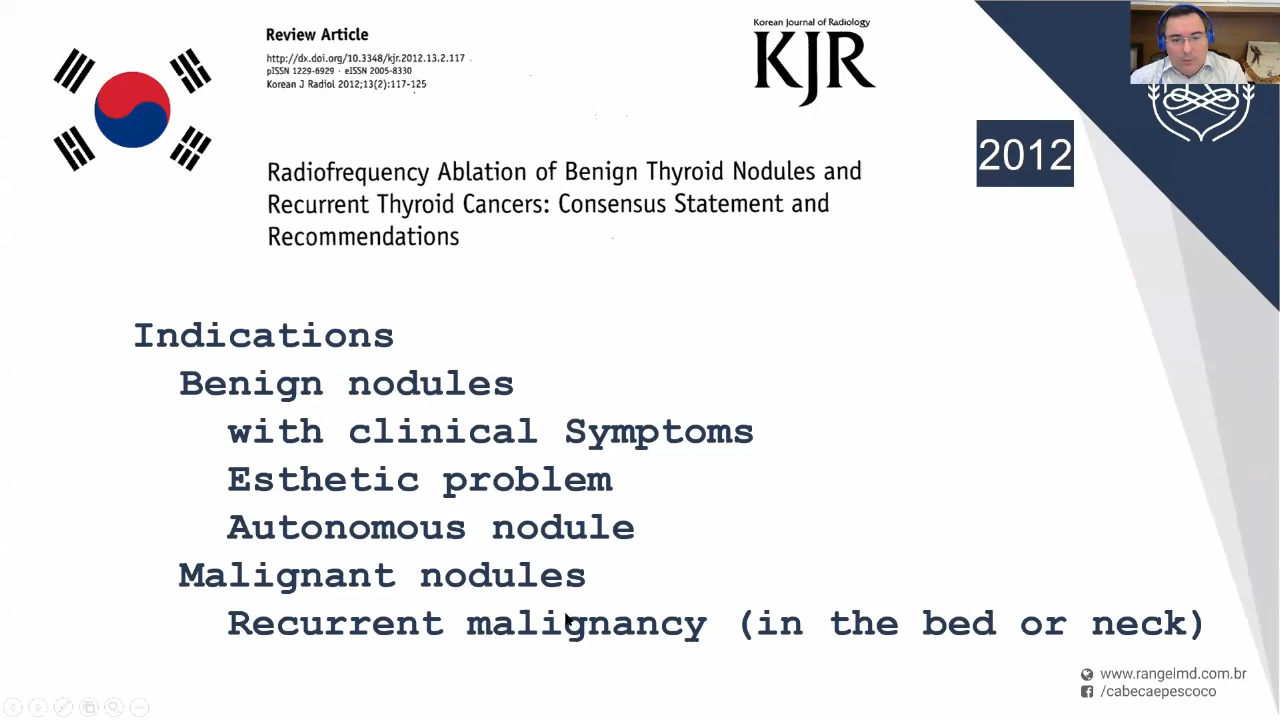 Review Article
http://dx.doi.org/10.3348/kjr.2012.13.2.117
pISSN 1229-6929 · eISSN 2005-8330
Korean J Radiol 2012;13(2):117-125
Korean Journal of Radiology
KJR
2012
Radiofrequency Ablation of Benign Thyroid Nodules and
Recurrent Thyroid Cancers: Consensus Statement and
Recommendations
Indications
Benign nodules
with clinical Symptoms
Esthetic problem
Autonomous nodule
Malignant nodules
Recurrent malignancy (in the bed or neck)
www.rangelmd.com.br
/cabecaepescoco